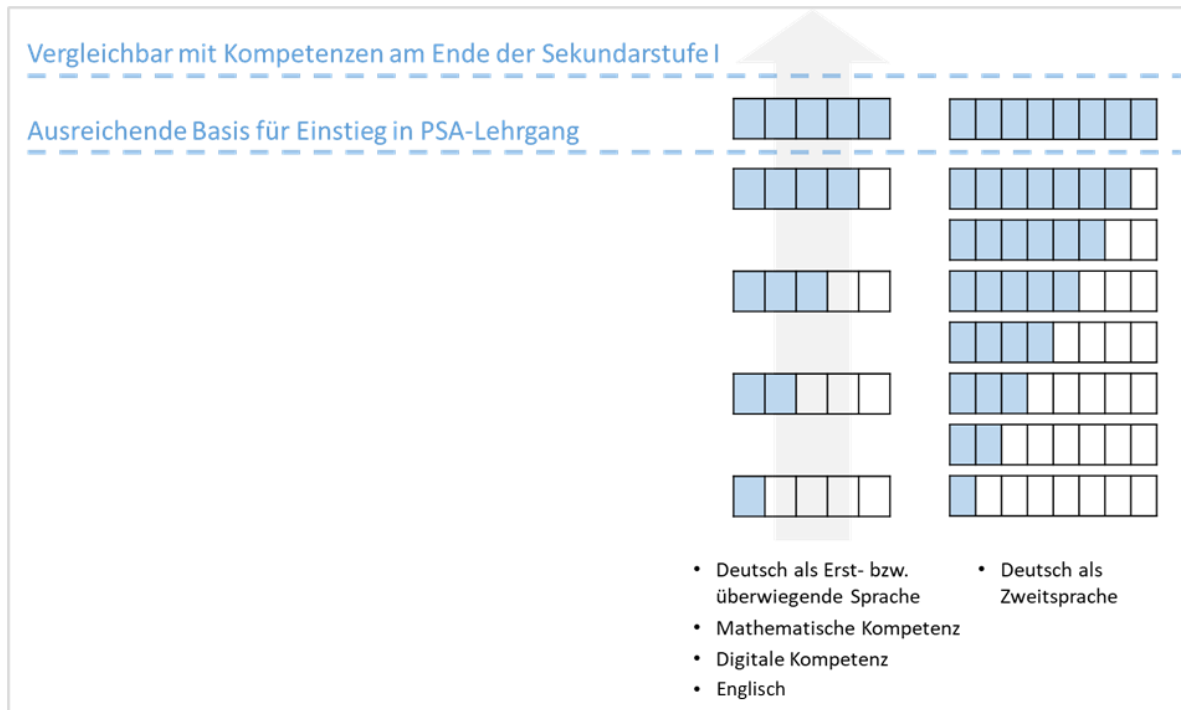 Vergleichbar mit Kompetenzen am Ende der Sekundarstufe I
Ausreichende Basis für Einstieg in PSA-Lehrgang
• Deutsch als Erst- bzw.
überwiegende Sprache
• Mathematische Kompetenz
• Digitale Kompetenz
• Englisch
• Deutsch als
Zweitsprache